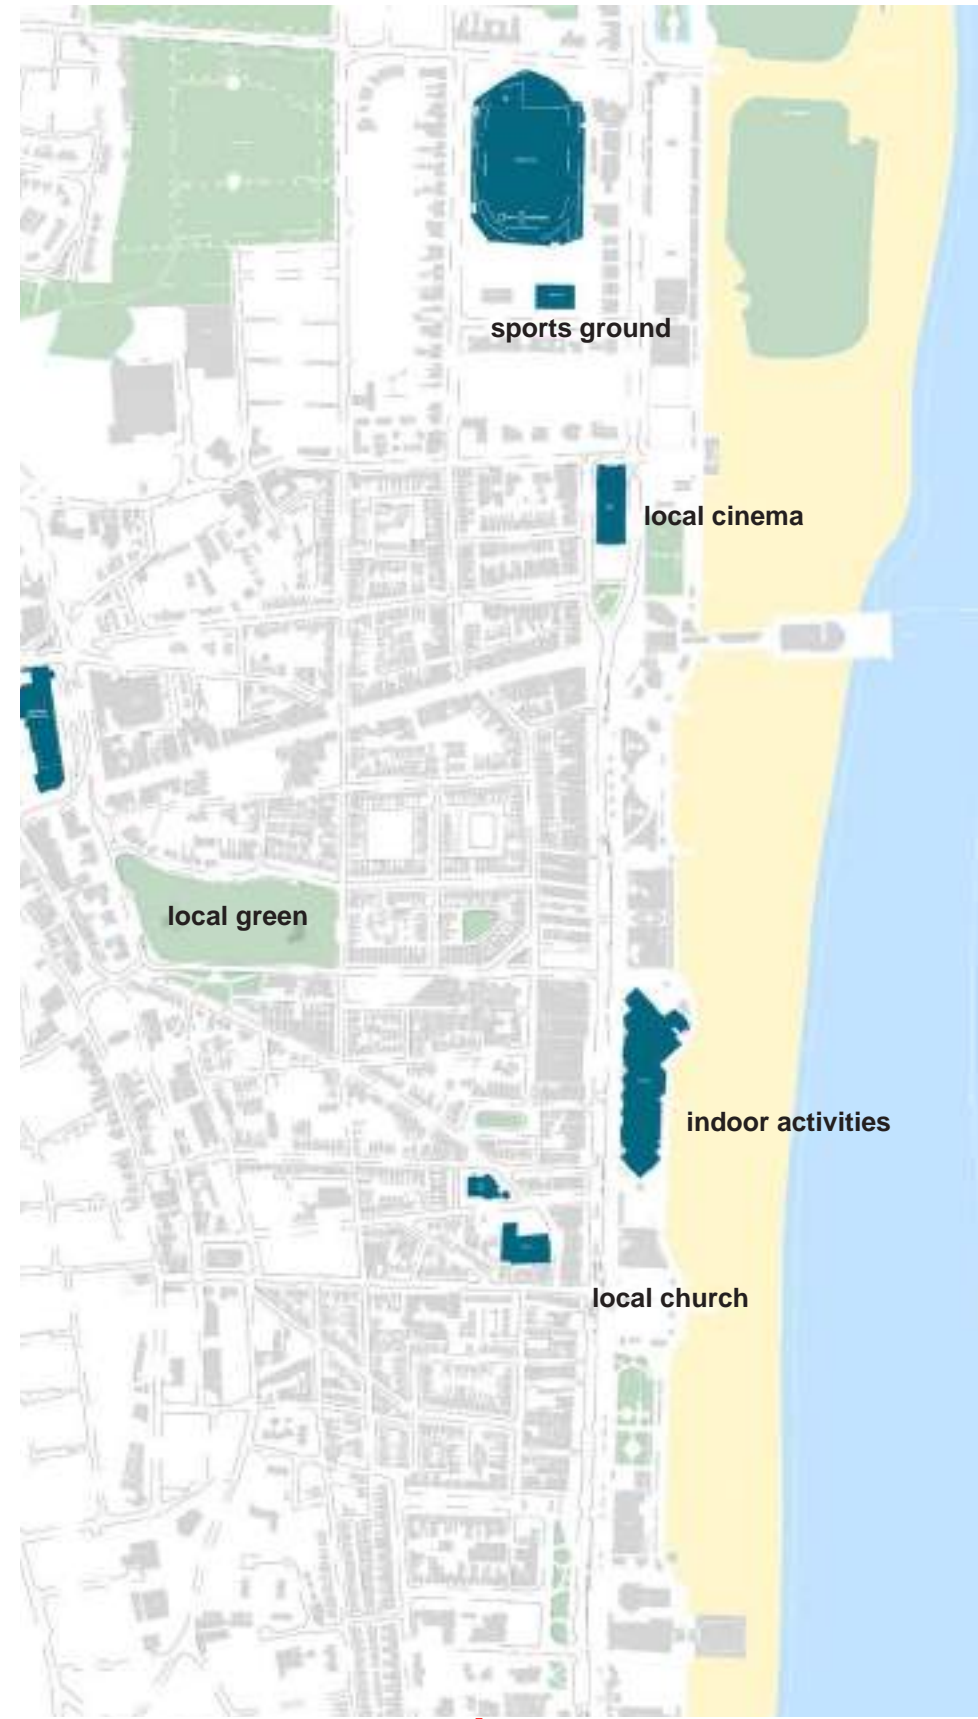 sports ground
local cinema
local green
indoor activities
local church